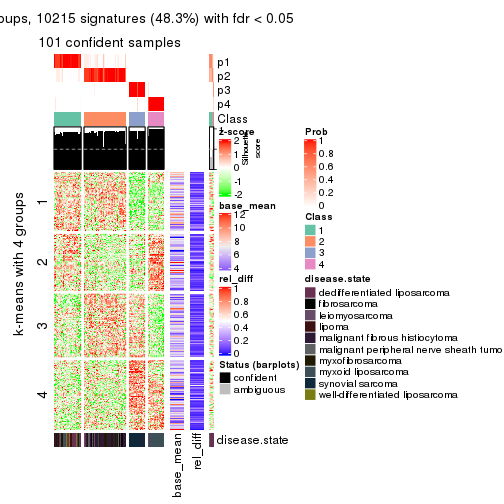 oups, 10215 signatures (48.3%) with fdr < 0.05
101 confident samples
p1
p2
p3
p4
Class
Silhouette
score
k-means with 4 groups
1
2
3
4
base_mean
rel_diff
disease.state
z-score
2
1
0
-1
-2
base_mean
12
10
8
6
4
rel_diff
1
0.8
0.6
0.4
0.2
0
Status (barplots)
confident
ambiguous
Prob
1
0.8
0.6
0.4
0.2
0
Class
1
2
3
4
disease.state
dedifferentiated liposarcoma
fibrosarcoma
leiomyosarcoma
lipoma
malignant fibrous histiocytoma
malignant peripheral nerve sheath tumo
myxofibrosarcoma
myxoid liposarcoma
synovial sarcoma
well-differentiated liposarcoma